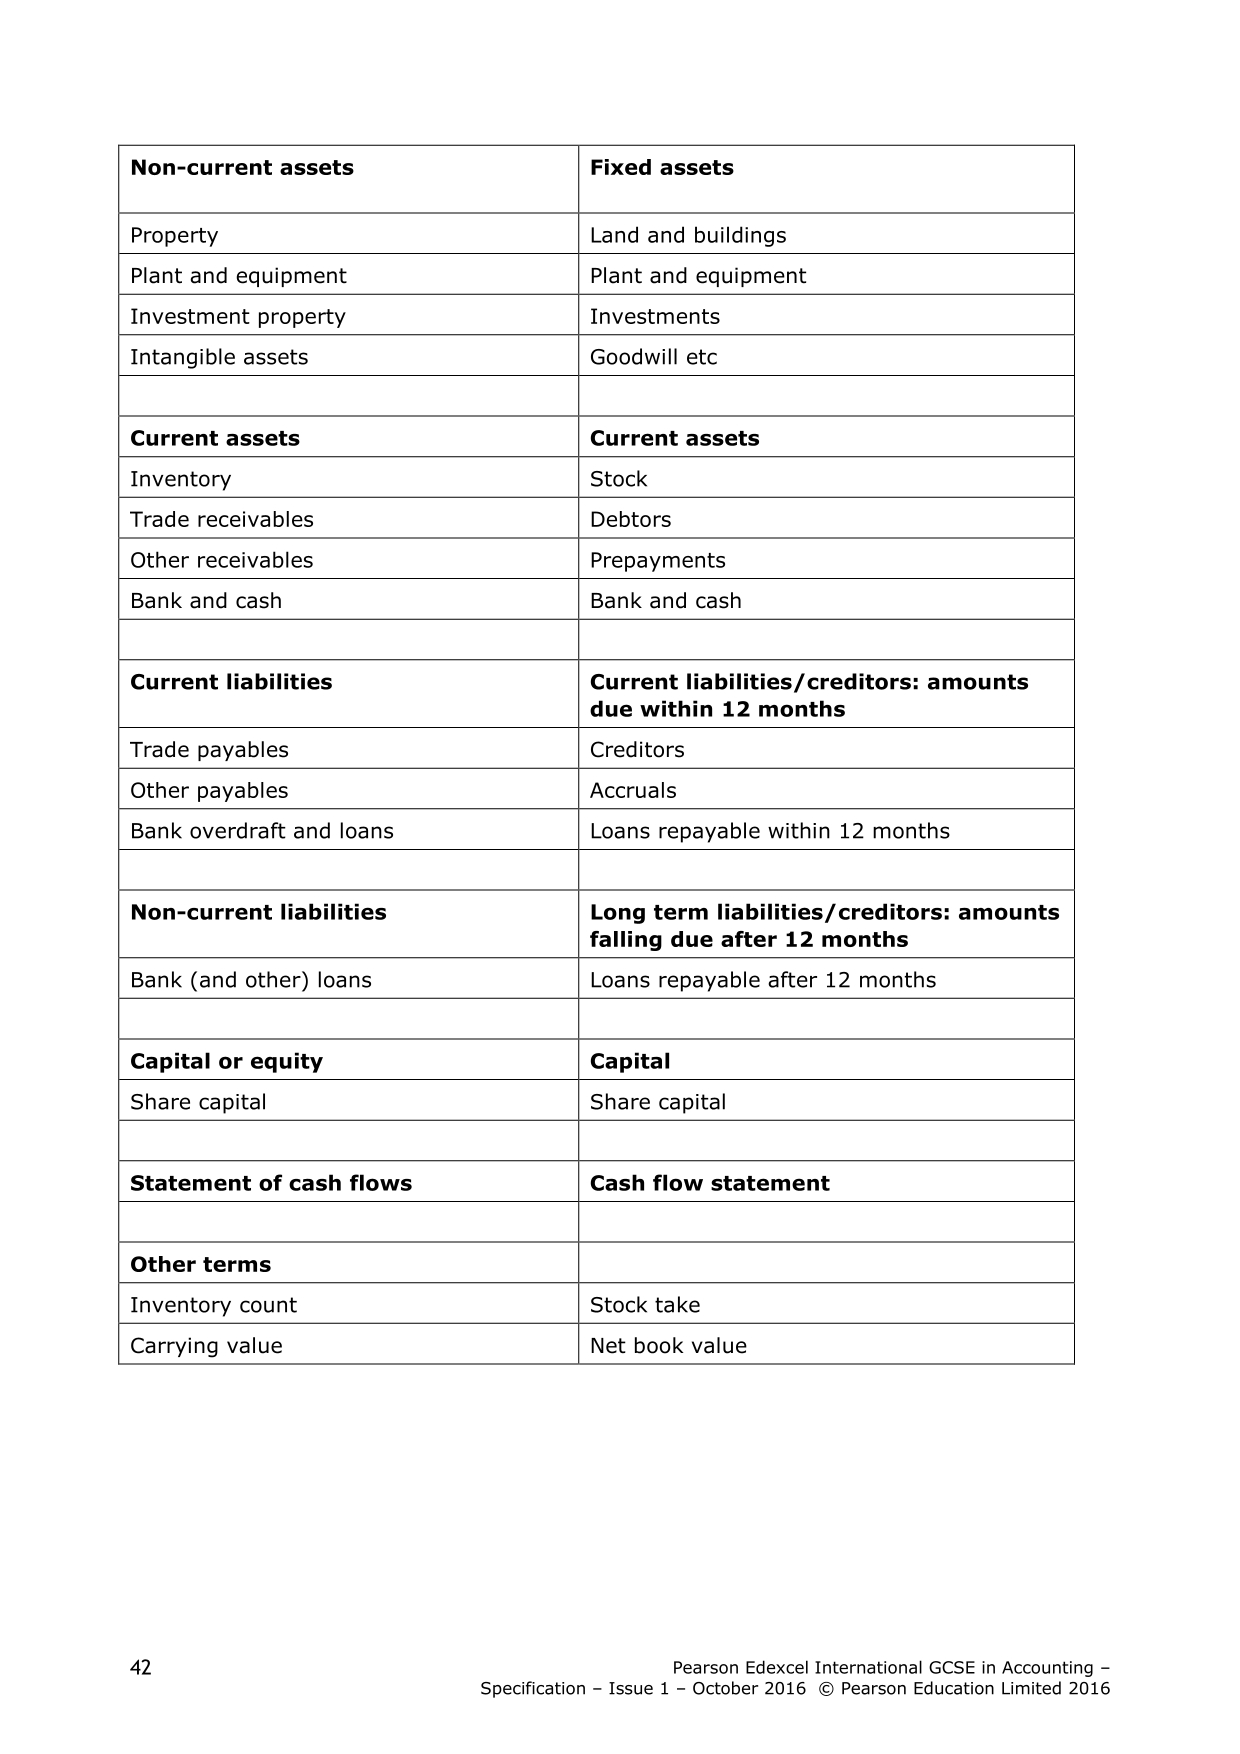 Non-current assets Fixed assets
Property Land and buildings
Plant and equipment Plant and equipment
Investment property Investments
Intangible assets Goodwill etc
Current assets Current assets
Inventory Stock
Trade receivables Debtors
Other receivables Prepayments
Bank and cash Bank and cash
Current liabilities Current liabilities/creditors: amounts
due within 12 months
Trade payables Creditors
Other payables Accruals
Bank overdraft and loans Loans repayable within 12 months
Non-current liabilities Long term liabilities/creditors: amounts
falling due after 12 months
Bank (and other) loans Loans repayable after 12 months
Capital or equity Capital
Share capital Share capital
Statement of cash flows Cash flow statement
Other terms
Inventory count Stock take
Carrying value Net book value
42 Pearson Edexcel International GCSE in Accounting –
Specification – Issue 1 – October 2016 © Pearson Education Limited 2016